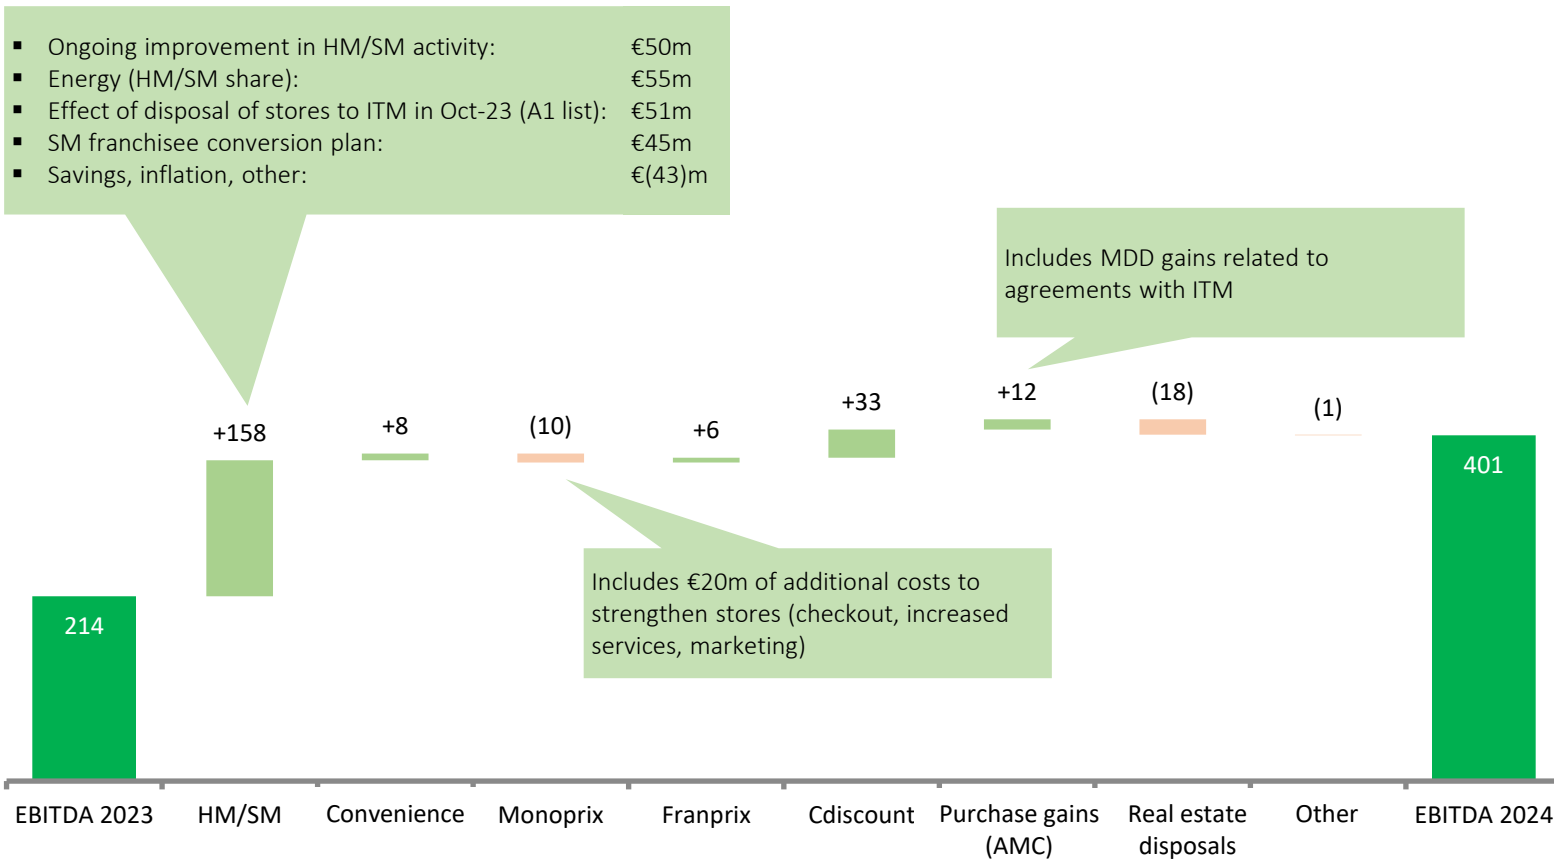 ▪ Ongoing improvement in HM/SM activity: €50m
▪ Energy (HM/SM share): €55m
▪ Effect of disposal of stores to ITM in Oct-23 (A1 list): €51m
▪ SM franchisee conversion plan: €45m
▪ Savings, inflation, other: €(43)m
Includes MDD gains related to
agreements with ITM
+158
+8
(10)
+6
+33
+12
(18)
(1)
214
401
Includes €20m of additional costs to
strengthen stores (checkout, increased
services, marketing)
EBITDA 2023
HM/SM
Convenience
Monoprix
Franprix
Cdiscount
Purchase gains
(AMC)
Real estate
disposals
Other
EBITDA 2024